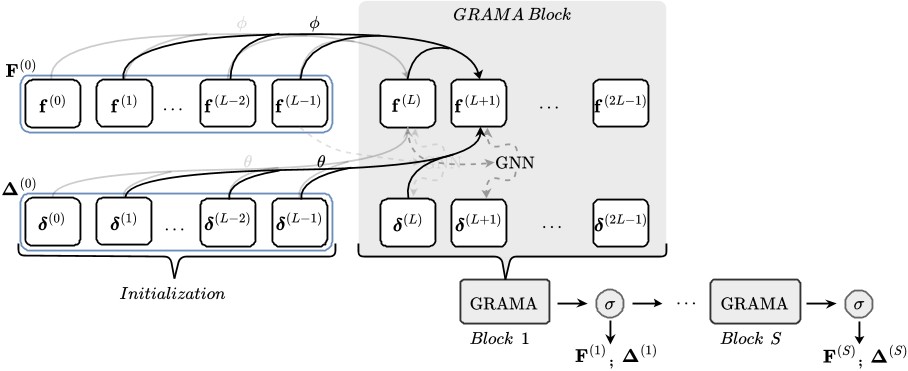 GRAMA Block
ϕ ϕ
𝐅⁽⁰⁾
𝐟⁽⁰⁾ 𝐟⁽¹⁾ ... 𝐟⁽ᴸ⁻²⁾ 𝐟⁽ᴸ⁻¹⁾ 𝐟⁽ᴸ⁾ 𝐟⁽ᴸ⁺¹⁾ ... 𝐟⁽²ᴸ⁻¹⁾
θ θ GNN
𝚫⁽⁰⁾
𝜹⁽⁰⁾ 𝜹⁽¹⁾ ... 𝜹⁽ᴸ⁻²⁾ 𝜹⁽ᴸ⁻¹⁾ 𝜹⁽ᴸ⁾ 𝜹⁽ᴸ⁺¹⁾ ... 𝜹⁽²ᴸ⁻¹⁾
Initialization
GRAMA σ ... GRAMA σ
Block 1 Block S
𝐅⁽¹⁾; 𝚫⁽¹⁾ 𝐅⁽ˢ⁾; 𝚫⁽ˢ⁾